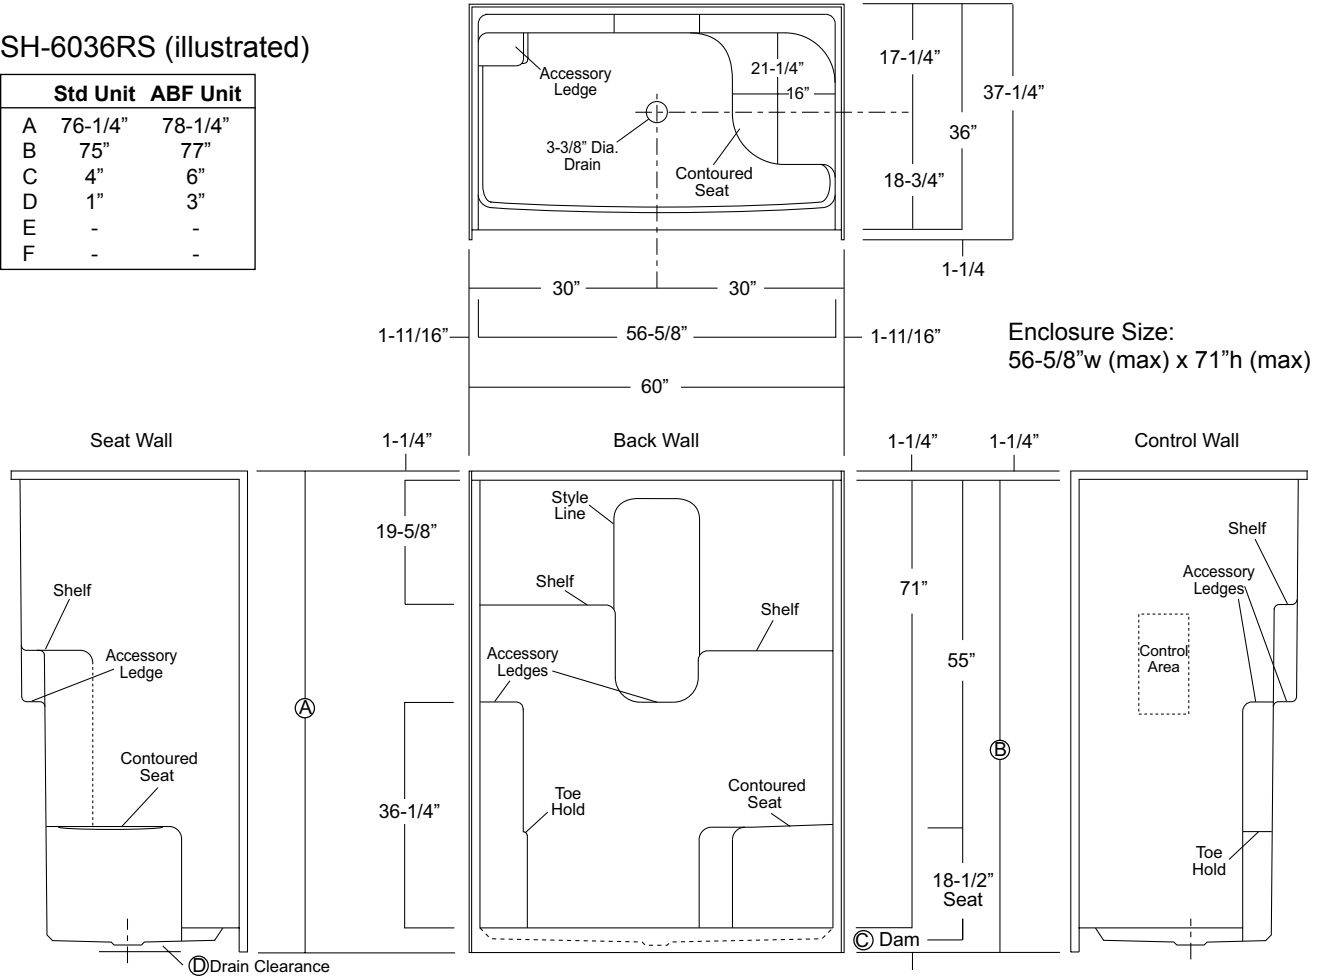 SH-6036RS (illustrated)
Std Unit ABF Unit
A 76-1/4” 78-1/4”
B 75” 77”
C 4” 6”
D 1” 3”
E - -
F - -
Accessory
Ledge
3-3/8” Dia.
Drain
21-1/4”
16”
Contoured
Seat
17-1/4”
37-1/4”
36”
18-3/4”
1-1/4
30” 30”
1-11/16” 56-5/8” 1-11/16”
60”
Enclosure Size:
56-5/8”w (max) x 71”h (max)
Seat Wall
Shelf
Accessory
Ledge
Contoured
Seat
D Drain Clearance
A
1-1/4”
19-5/8”
36-1/4”
Back Wall
Style
Line
Shelf
Shelf
Accessory
Ledges
Toe
Hold
Contoured
Seat
1-1/4” 1-1/4”
71”
55”
B
18-1/2”
Seat
C Dam
Control Wall
Shelf
Accessory
Ledges
Control
Area
Toe
Hold